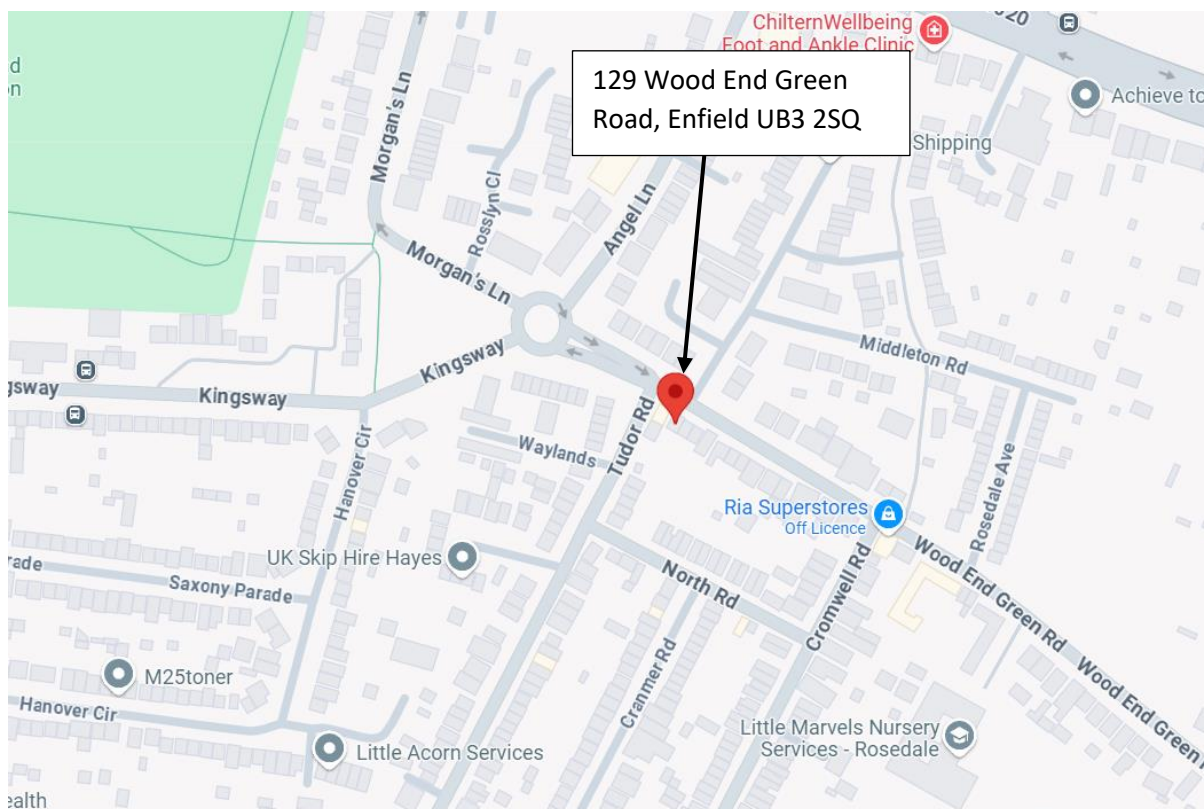 ChilternWellbeing
Foot and Ankle Clinic
020
d
n
129 Wood End Green
Road, Enfield UB3 2SQ
Achieve to
Shipping
Morgan's Ln
Rosslyn Cl
Angel Ln
Morgan's Ln
Middleton Rd
Kingsway
gsway
Kingsway
Hanover Cir
Waylands
Tudor Rd
Rosedale Ave
Ria Superstores
Off Licence
UK Skip Hire Hayes
Wood End Green Rd
North Rd
Cromwell Rd
rade
Saxony Parade
Wood End Green R
M25toner
Cranmer Rd
Hanover Cir
Little Marvels Nursery
Services - Rosedale
Little Acorn Services
ealth